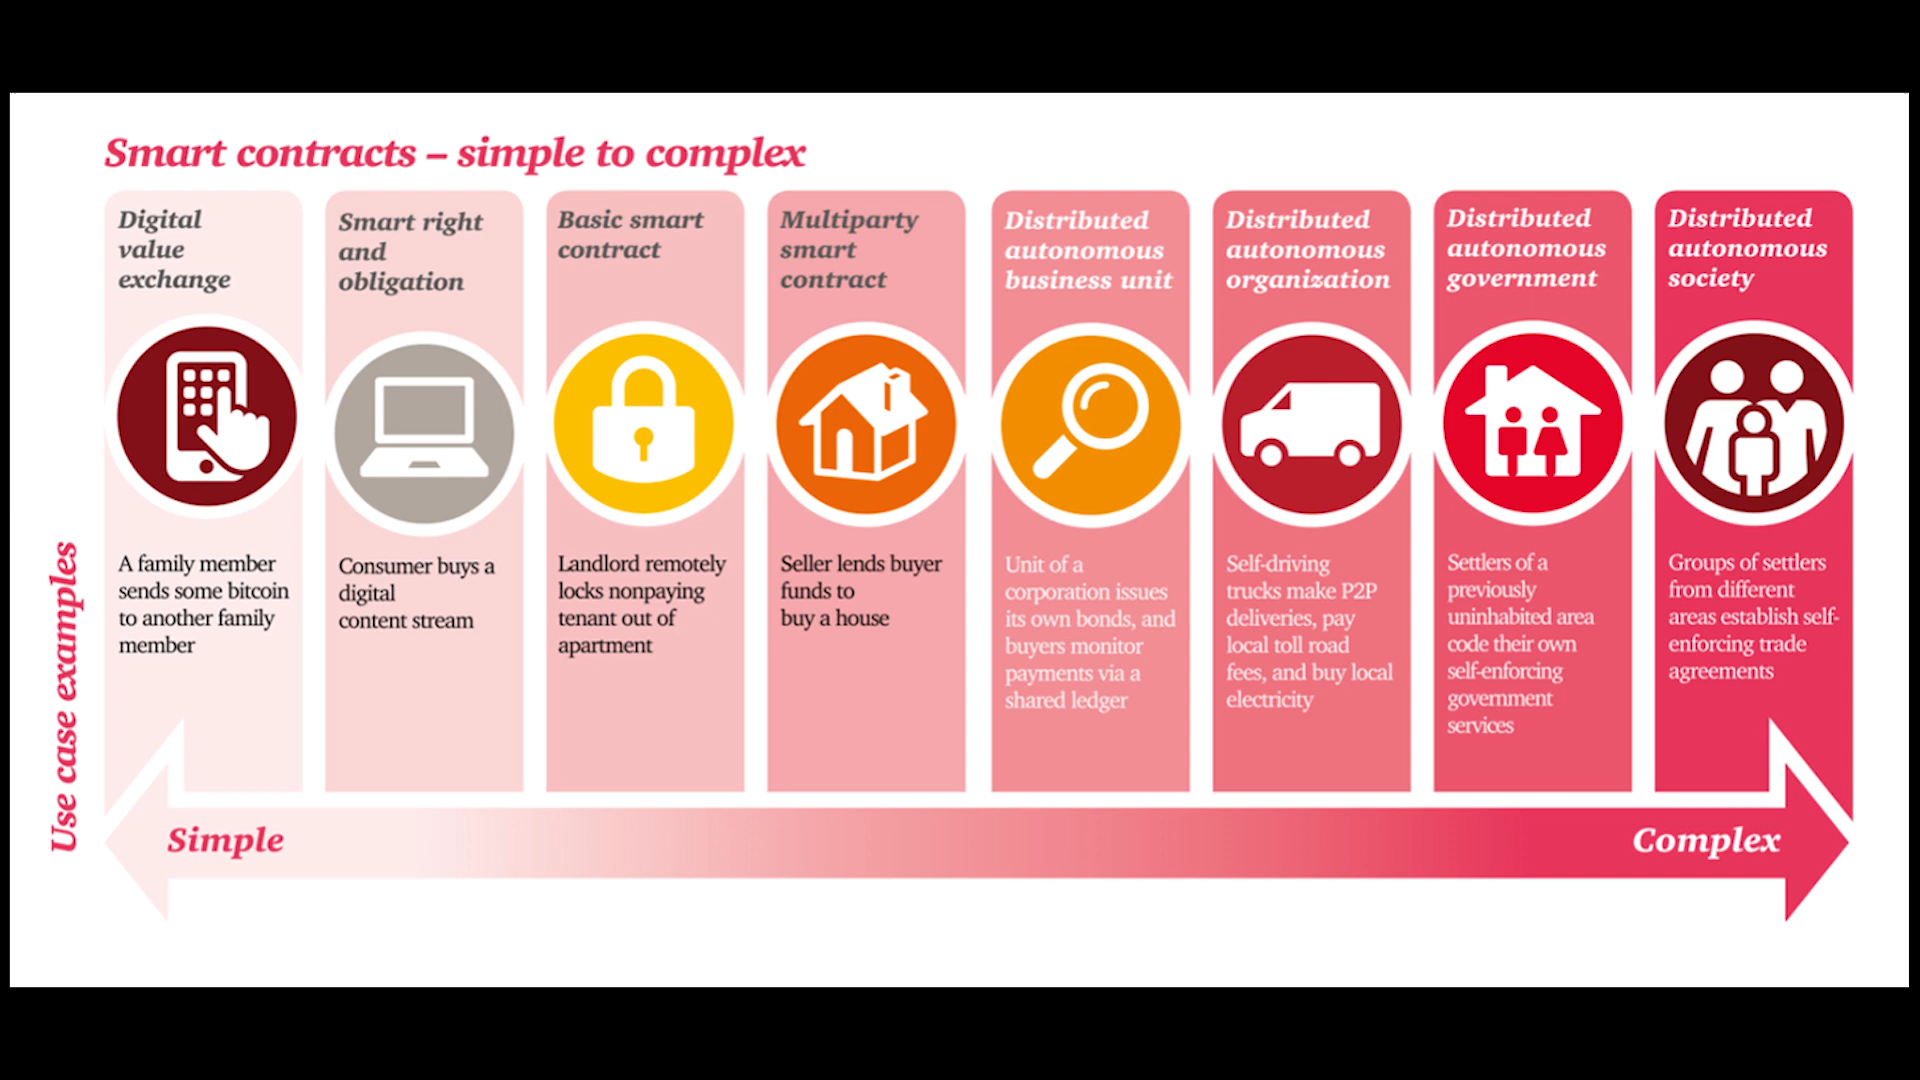 Smart contracts – simple to complex
Digital
value
exchange
A family member
sends some bitcoin
to another family
member
Smart right
and
obligation
Consumer buys a
digital
content stream
Basic smart
contract
Landlord remotely
locks nonpaying
tenant out of
apartment
Multiparty
smart
contract
Seller lends buyer
funds to
buy a house
Distributed
autonomous
business unit
Unit of a
corporation issues
its own bonds, and
buyers monitor
payments via a
shared ledger
Distributed
autonomous
organization
Self-driving
trucks make P2P
deliveries, pay
local toll road
fees, and buy local
electricity
Distributed
autonomous
government
Settlers of a
previously
uninhabited area
code their own
self-enforcing
government
services
Distributed
autonomous
society
Groups of settlers
from different
areas establish self-
enforcing trade
agreements
Use case examples
Simple
Complex